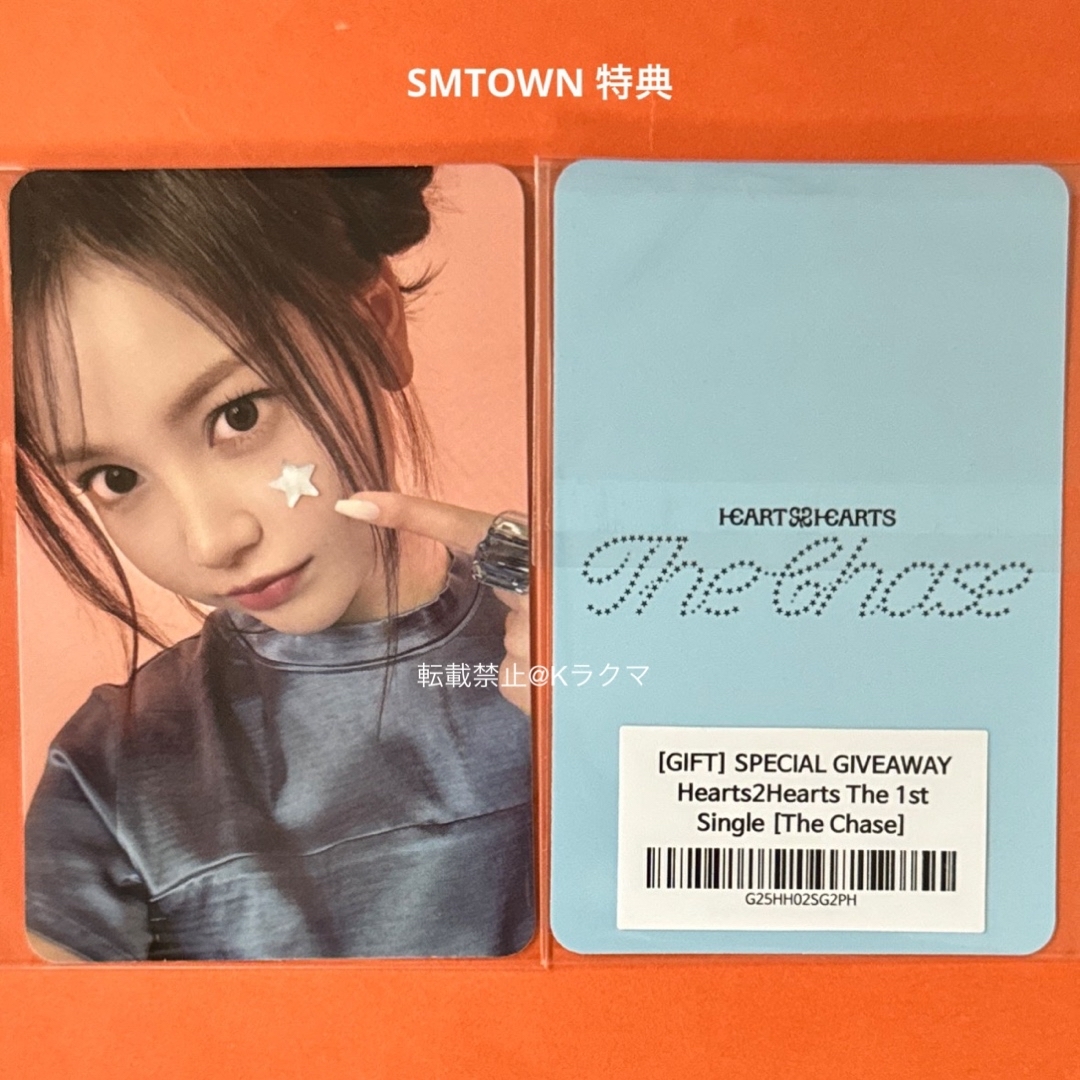 SMTOWN 特典
HEARTS2HEARTS
The Chase
転載禁止@Kラクマ
[GIFT] SPECIAL GIVEAWAY
Hearts2Hearts The 1st
Single [The Chase]
G25HH02SG2PH